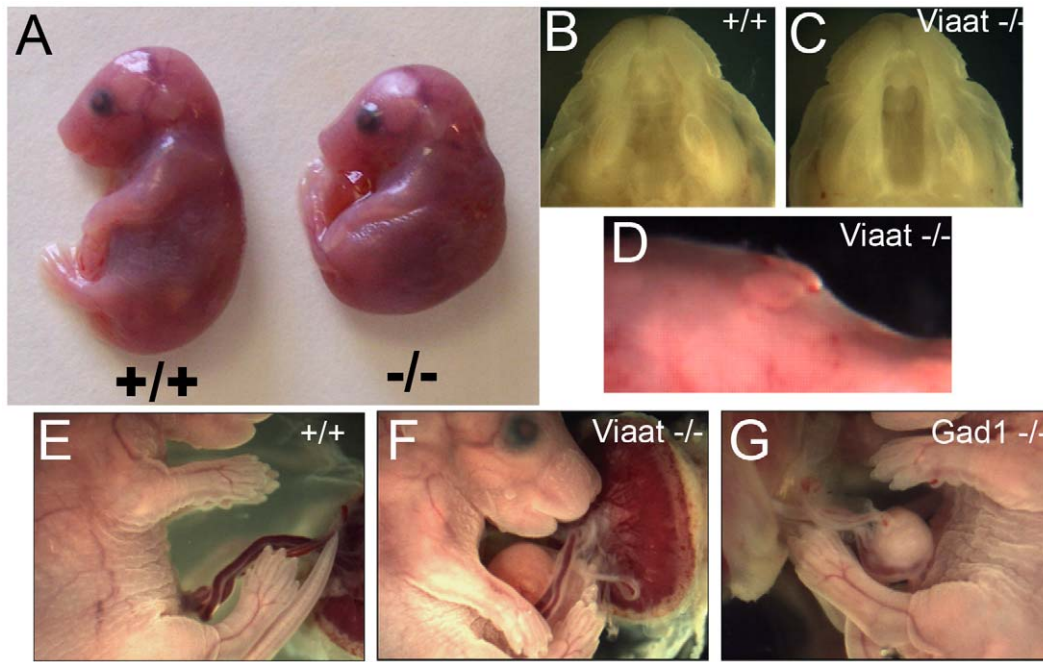 A
+/+
-/-
B
+/+
C
Viaat -/-
D
Viaat -/-
E
+/+
F
Viaat -/-
G
Gad1 -/-